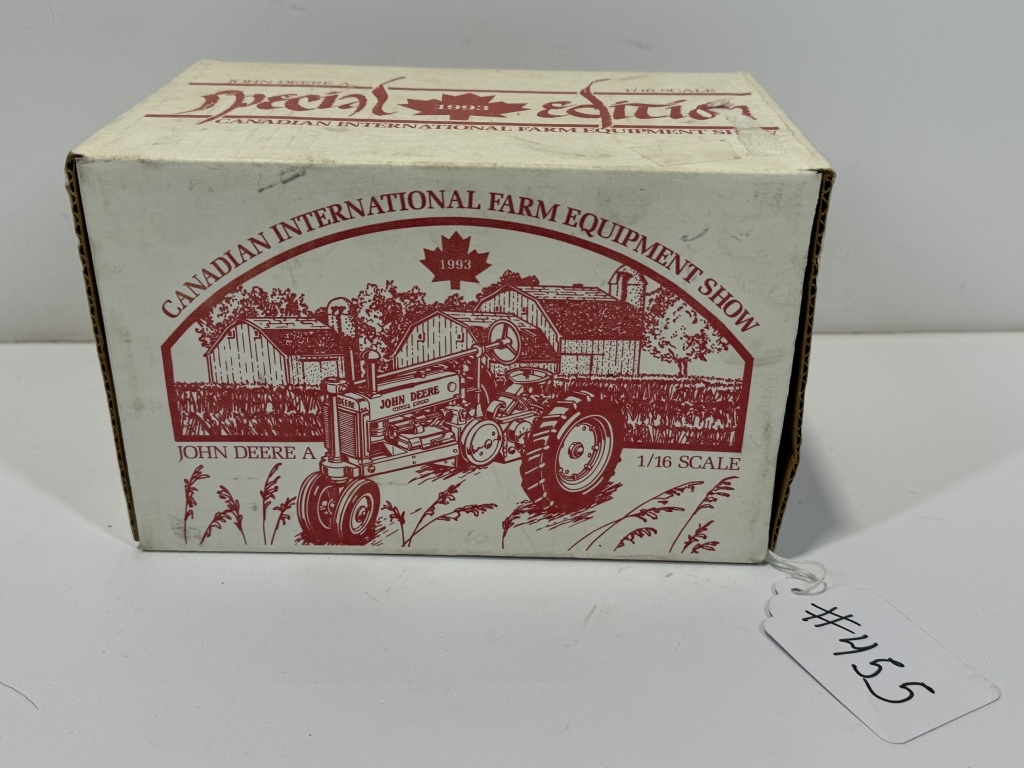 JOHN DEERE A 1/16 SCALE
Special 1993 Edition
CANADIAN INTERNATIONAL FARM EQUIPMENT SHOW
CANADIAN INTERNATIONAL FARM EQUIPMENT SHOW
1993
DEERE
JOHN DEERE
JOHN DEERE A
1/16 SCALE
#455